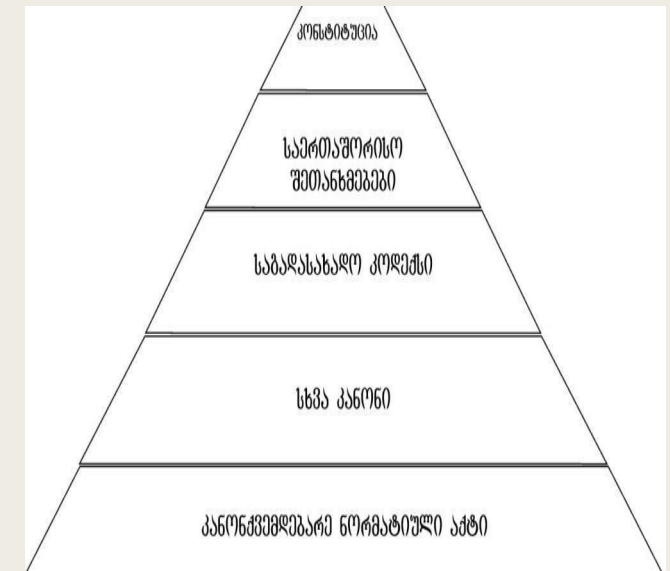 კონსტიტუცია
საერთაშორისო
შეთანხმებები
საგადასახადო კოდექსი
სხვა კანონი
კანონქვემდებარე ნორმატიული აქტი